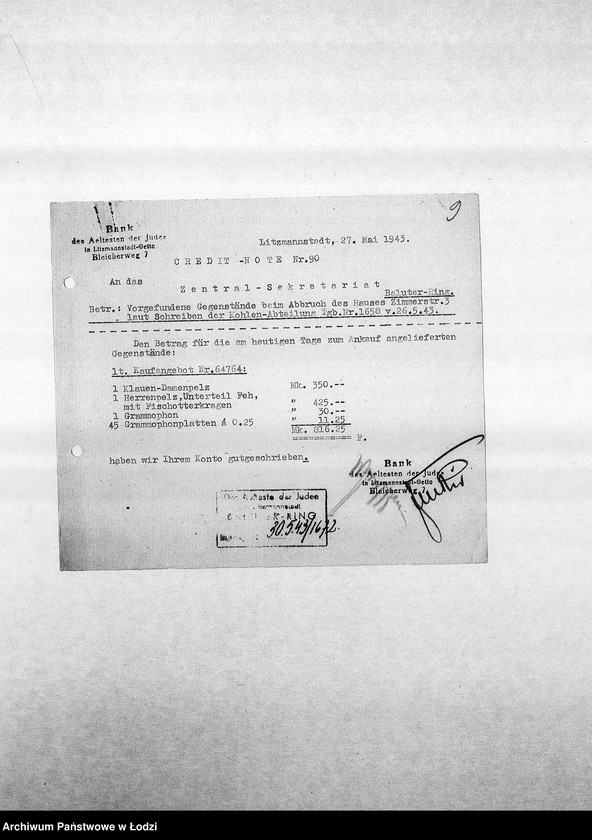 9
Bank
des Aeltesten der Juden
in Litzmannstadt-Getto
Bleicherweg 7
Litzmannstadt, 27. Mai 1943.
CREDIT -NOTE Nr.90
An das
Zentral-Sekretariat
Baluter-Ring.
Betr.: Vorgefundene Gegenstände beim Abbruch des Hauses Zimmerstr.3
laut Schreiben der Kohlen-Abteilung Tgb.Nr.1658 v.26.5.43.
Den Betrag für die am heutigen Tage zum Ankauf angelieferten
Gegenstände:
lt. Kaufangebot Nr.64764:
1 Klauen-Damenpelz Mk. 350.--
1 Herrenpelz,Unterteil Feh,
mit Fischotterkragen " 425.--
1 Grammophon " 30.--
45 Grammophonplatten á 0.25 " 11.25
Mk. 816.25
F.
haben wir Ihrem Konto gutgeschrieben.
Bank
des Aeltesten der Juden
in Litzmannstadt-Getto
Bleicherweg 7
Der Aelteste der Juden
Litzmannstadt
RING
30.5.43/1672.
Archiwum Państwowe w Łodzi